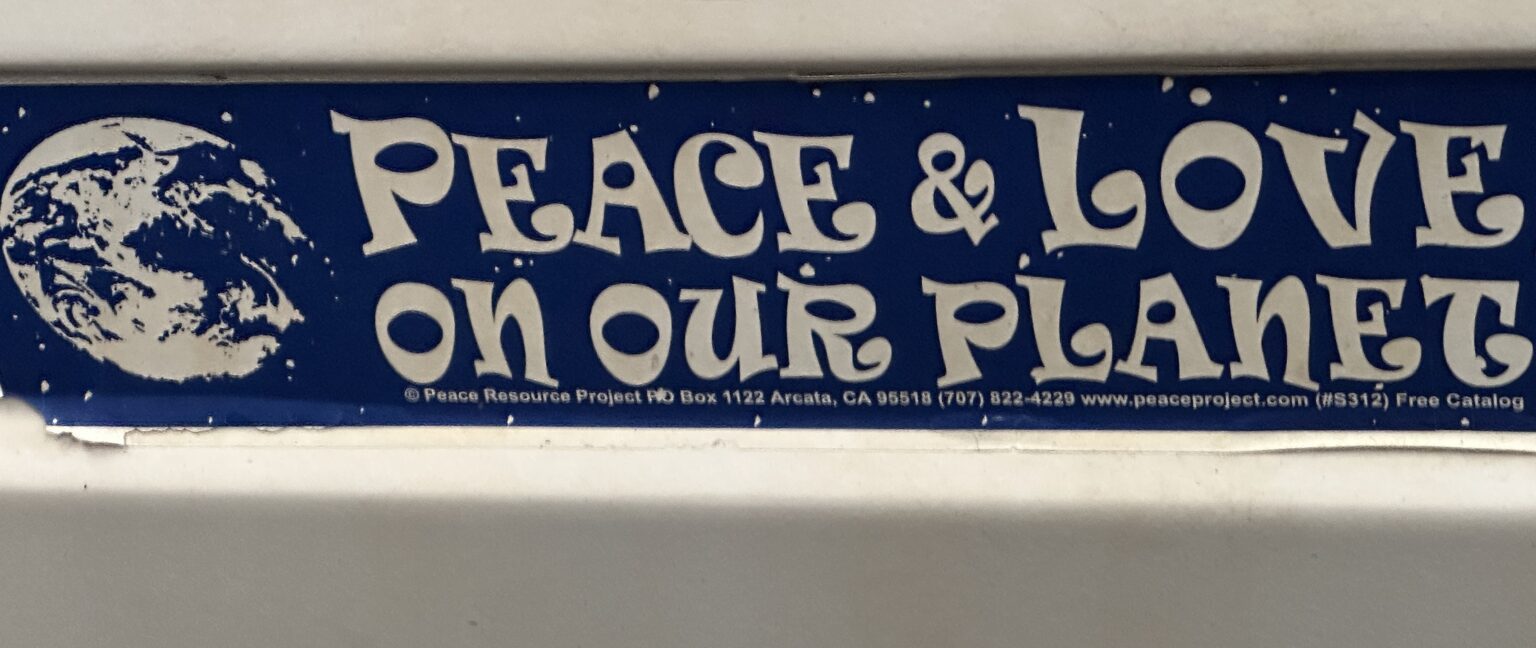 PEACE & LOVE
ON OUR PLANET
© Peace Resource Project PO Box 1122 Arcata, CA 95518 (707) 822-4229 www.peaceproject.com (#S312) Free Catalog